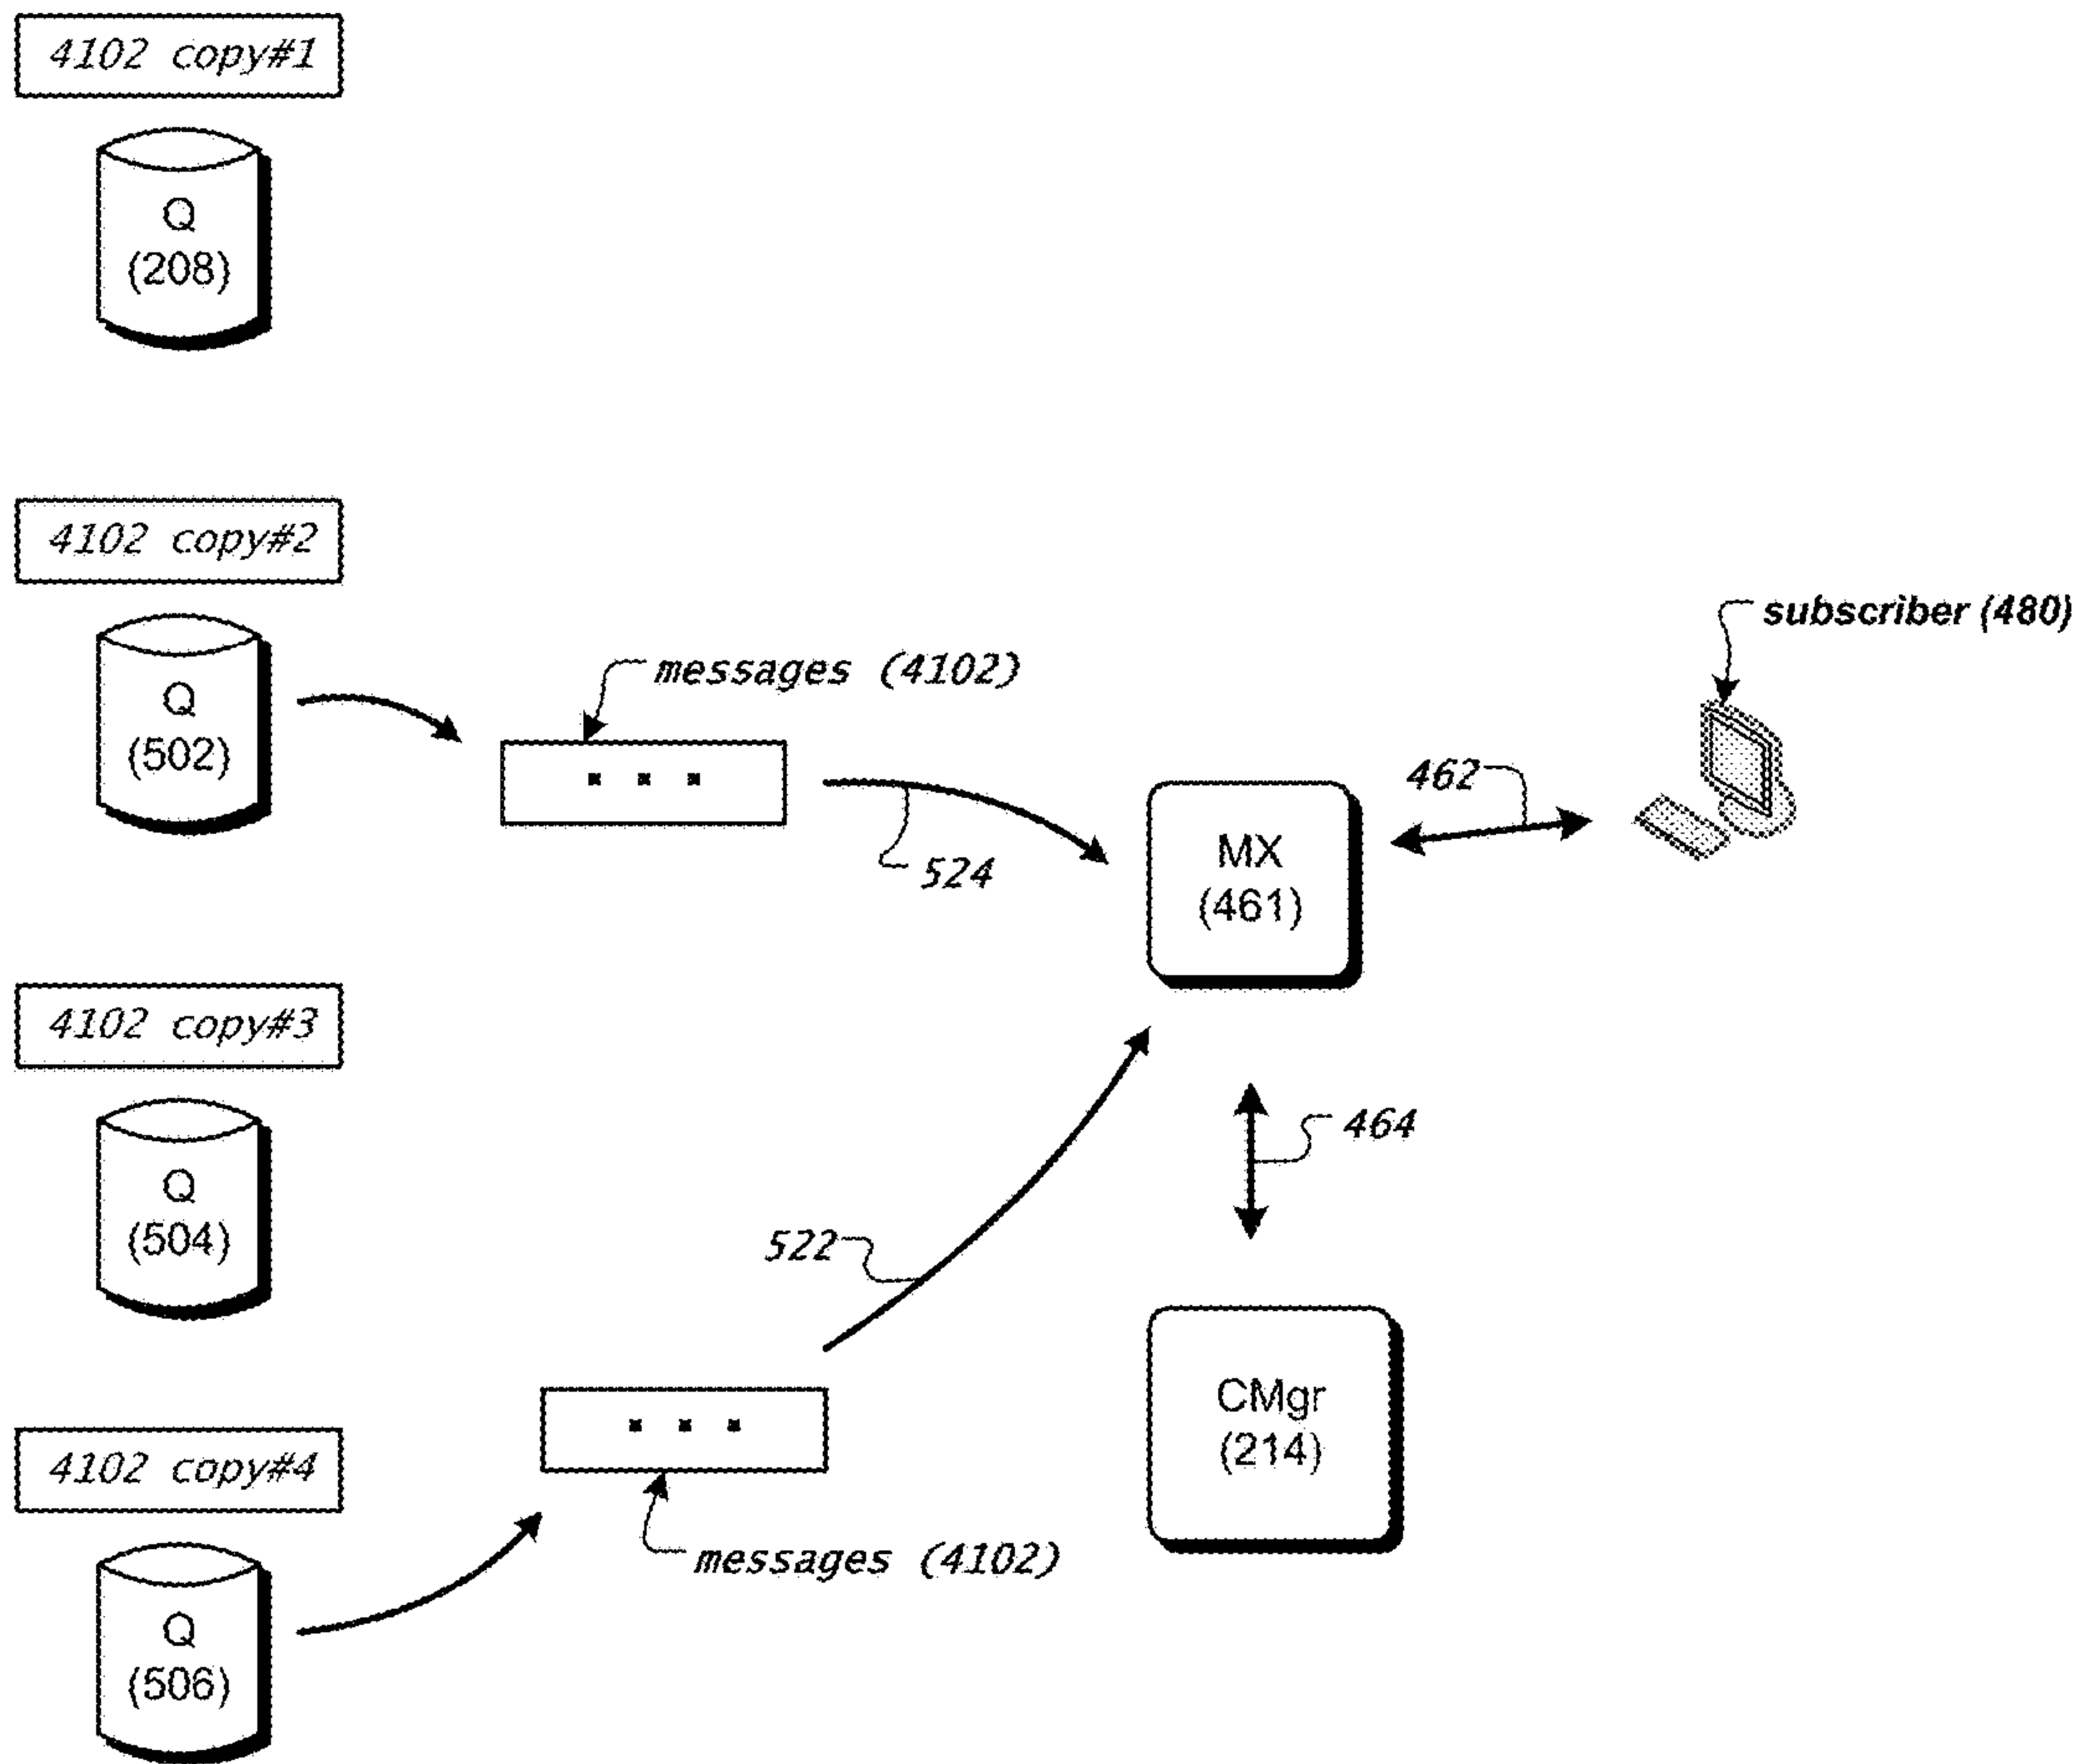 4102 copy#1
Q
(208)
4102 copy#2
Q
(502)
messages (4102)
524
subscriber (480)
462
MX
(461)
4102 copy#3
Q
(504)
464
522
CMgr
(214)
4102 copy#4
messages (4102)
Q
(506)